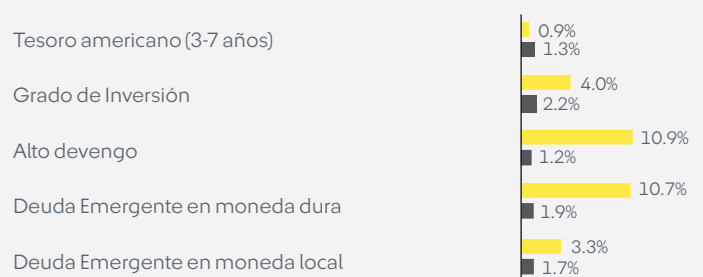 Tesoro americano (3-7 años)
0.9%
1.3%
Grado de Inversión
4.0%
2.2%
Alto devengo
10.9%
1.2%
Deuda Emergente en moneda dura
10.7%
1.9%
Deuda Emergente en moneda local
3.3%
1.7%